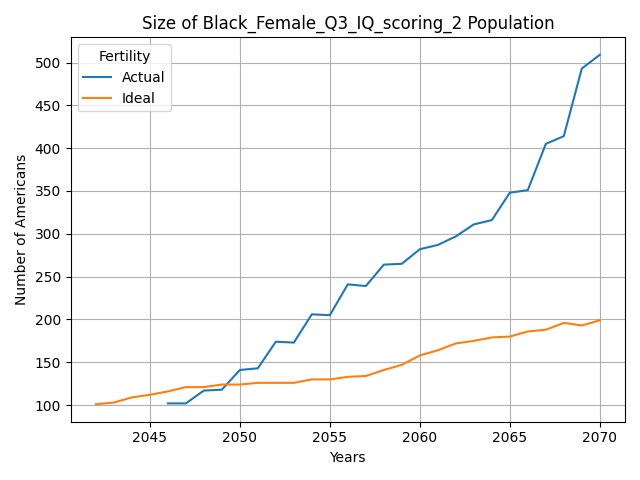 Size of Black_Female_Q3_IQ_scoring_2 Population
Fertility
Actual
Ideal
Number of Americans
500
450
400
350
300
250
200
150
100
2045 2050 2055 2060 2065 2070
Years